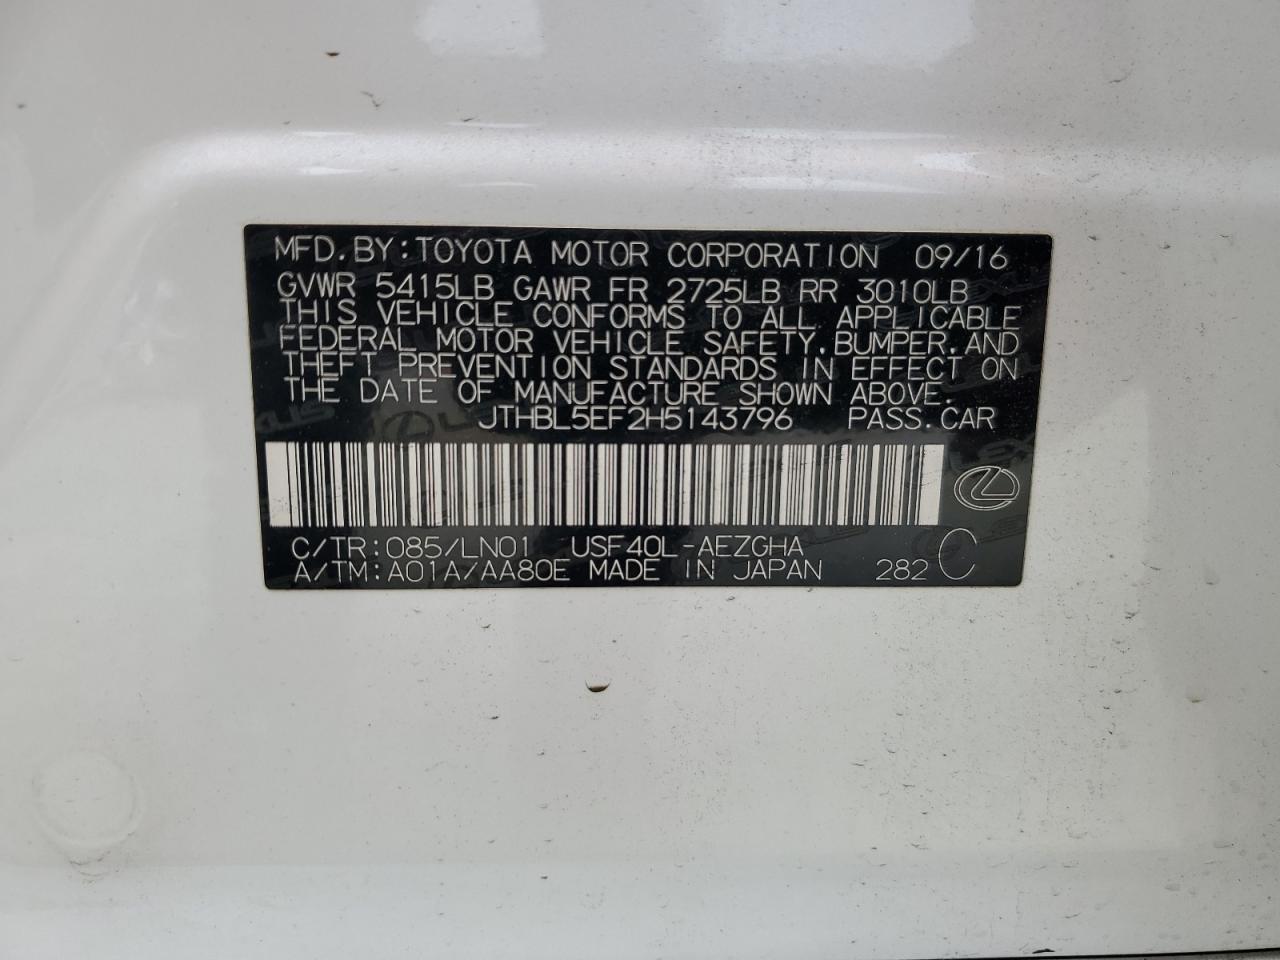 MFD. BY: TOYOTA MOTOR CORPORATION 09/16
GVWR 5415LB GAWR FR 2725LB RR 3010LB
THIS VEHICLE CONFORMS TO ALL APPLICABLE
FEDERAL MOTOR VEHICLE SAFETY, BUMPER, AND
THEFT PREVENTION STANDARDS IN EFFECT ON
THE DATE OF MANUFACTURE SHOWN ABOVE.
JTHBL5EF2H5143796 PASS. CAR
C/TR: 085/LN01 USF40L-AEZGHA
A/TM: A01A/AA80E MADE IN JAPAN 282 C